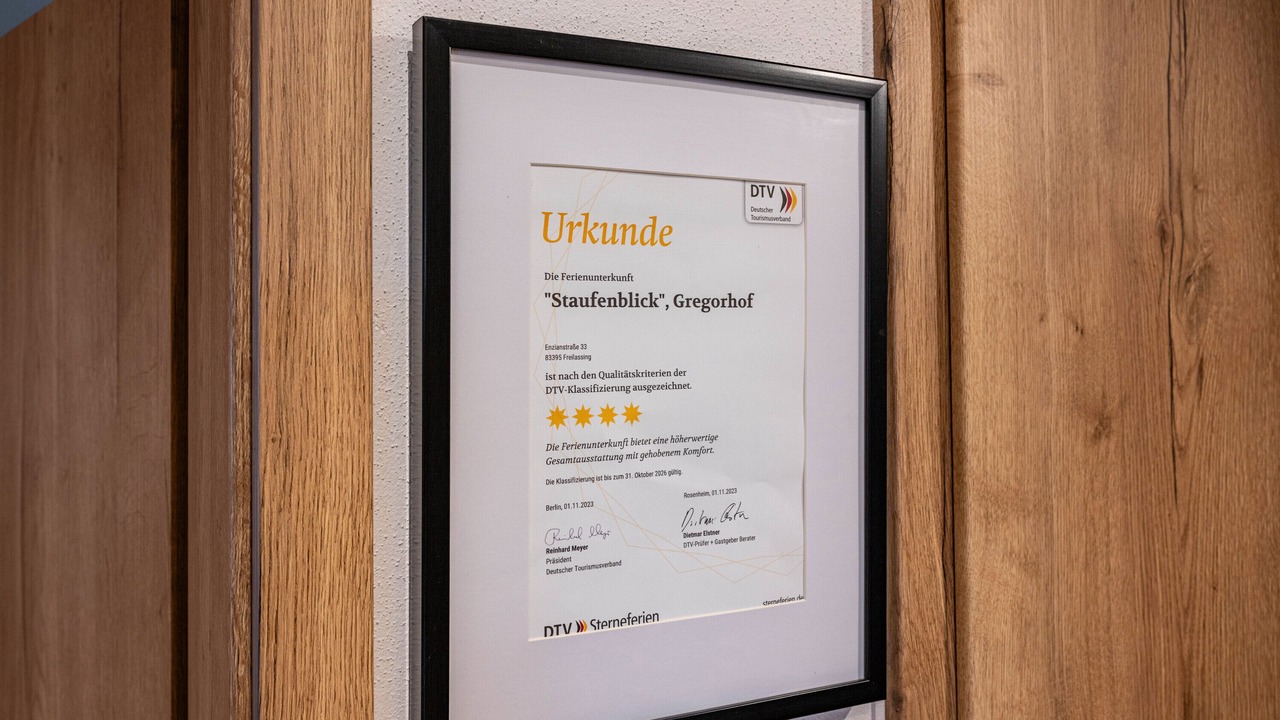 DTV
Deutscher
Tourismusverband
Urkunde
Die Ferienunterkunft
"Staufenblick", Gregorhof
Enzianstraße 33
83395 Freilassing
ist nach den Qualitätskriterien der
DTV-Klassifizierung ausgezeichnet.
Die Ferienunterkunft bietet eine höherwertige
Gesamtausstattung mit gehobenem Komfort.
Die Klassifizierung ist bis zum 31. Oktober 2026 gültig.
Berlin, 01.11.2023
Rosenheim, 01.11.2023
Reinhard Meyer
Präsident
Deutscher Tourismusverband
Dietmar Elstner
DTV-Prüfer + Gastgeber Berater
DTV Sterneferien
sterneferien.de